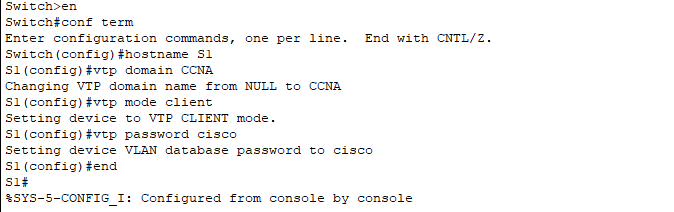 Switch>en
Switch#conf term
Enter configuration commands, one per line.  End with CNTL/Z.
Switch(config)#hostname S1
S1(config)#vtp domain CCNA
Changing VTP domain name from NULL to CCNA
S1(config)#vtp mode client
Setting device to VTP CLIENT mode.
S1(config)#vtp password cisco
Setting device VLAN database password to cisco
S1(config)#end
S1#
%SYS-5-CONFIG_I: Configured from console by console